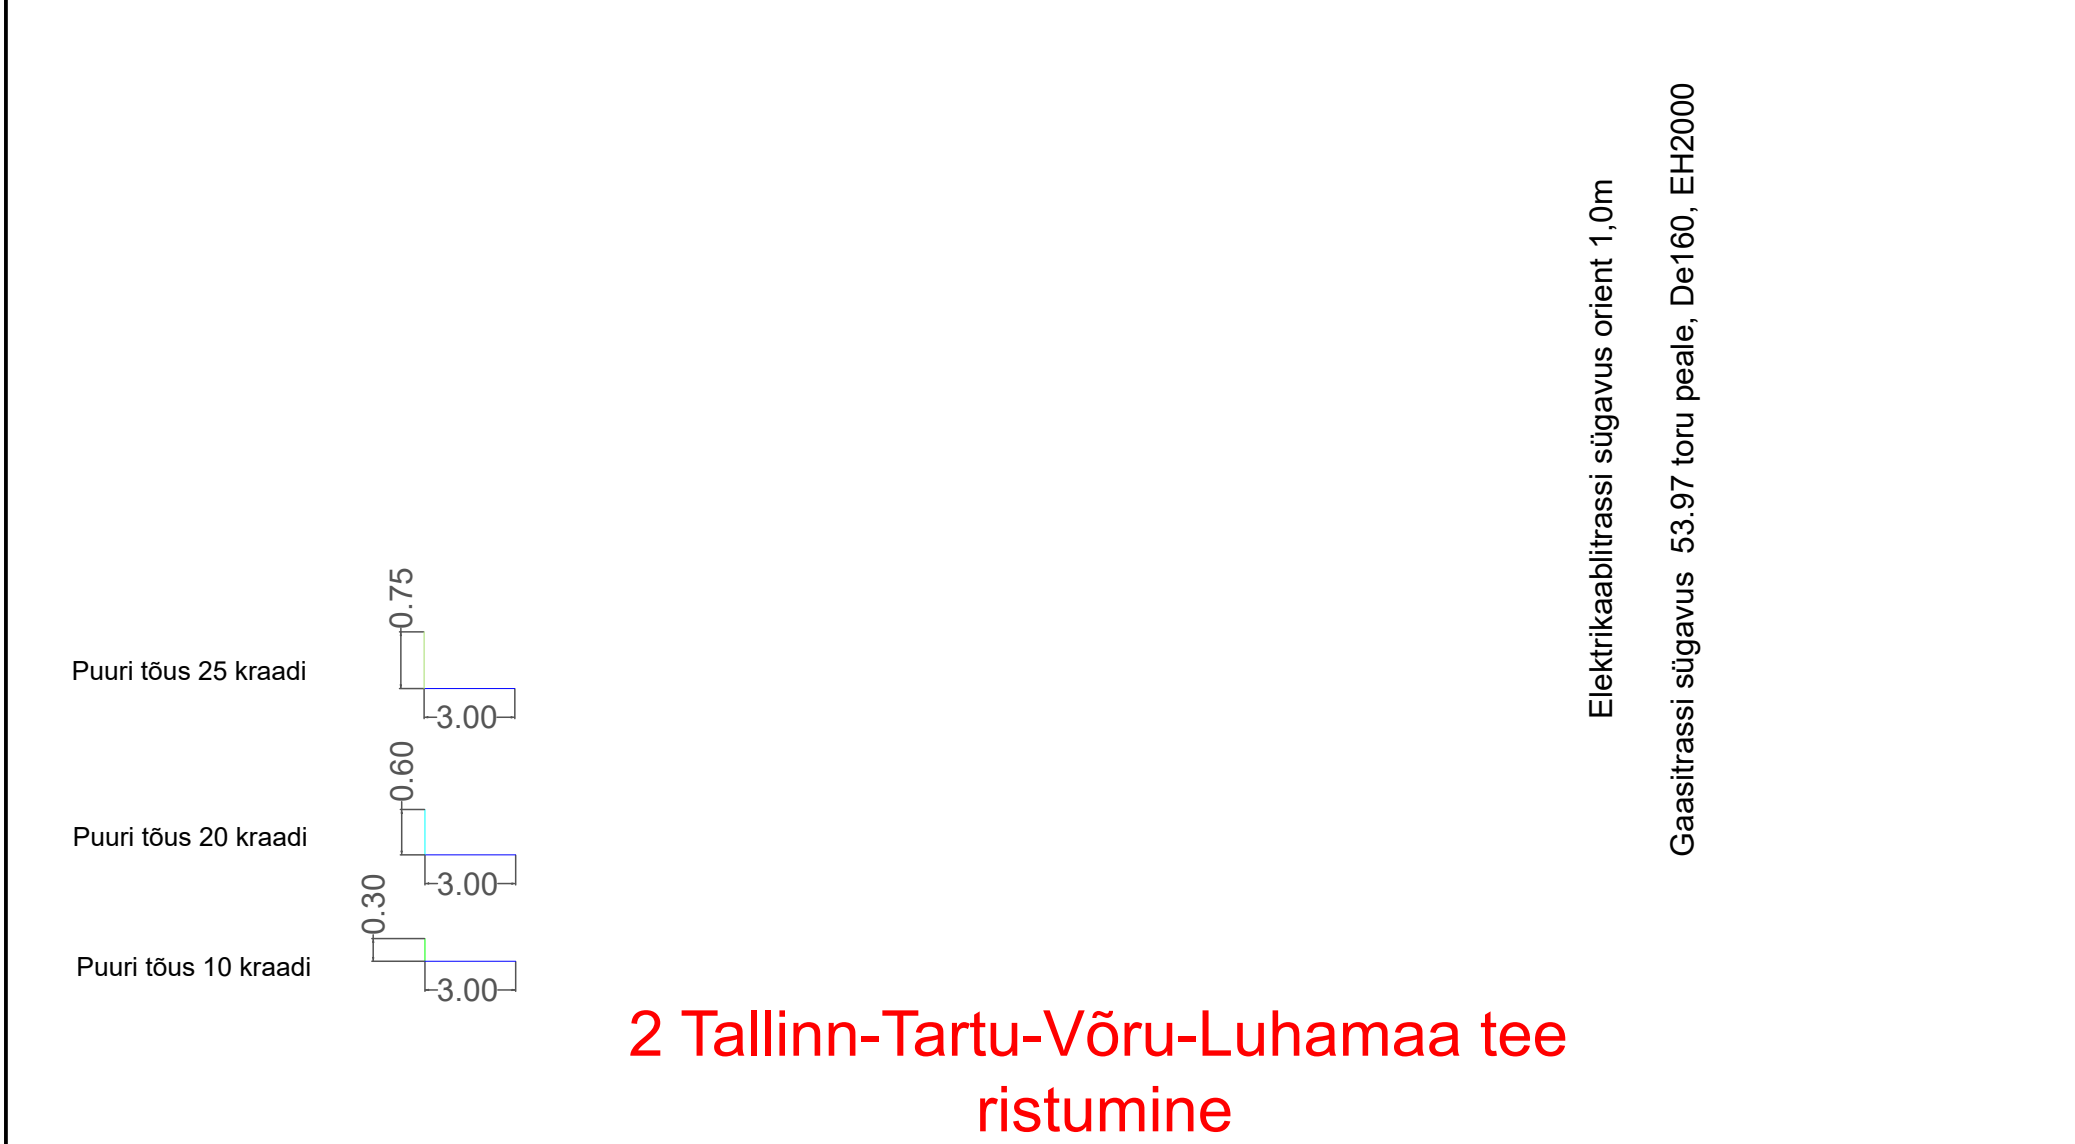 Elektrikaablitrassi sügavus orient 1,0m
Gaasitrassi sügavus  53.97 toru peale, De160, EH2000
0.75
Puuri tõus 25 kraadi
3.00
0.60
Puuri tõus 20 kraadi
3.00
0.30
Puuri tõus 10 kraadi
3.00
2 Tallinn-Tartu-Võru-Luhamaa tee
ristumine